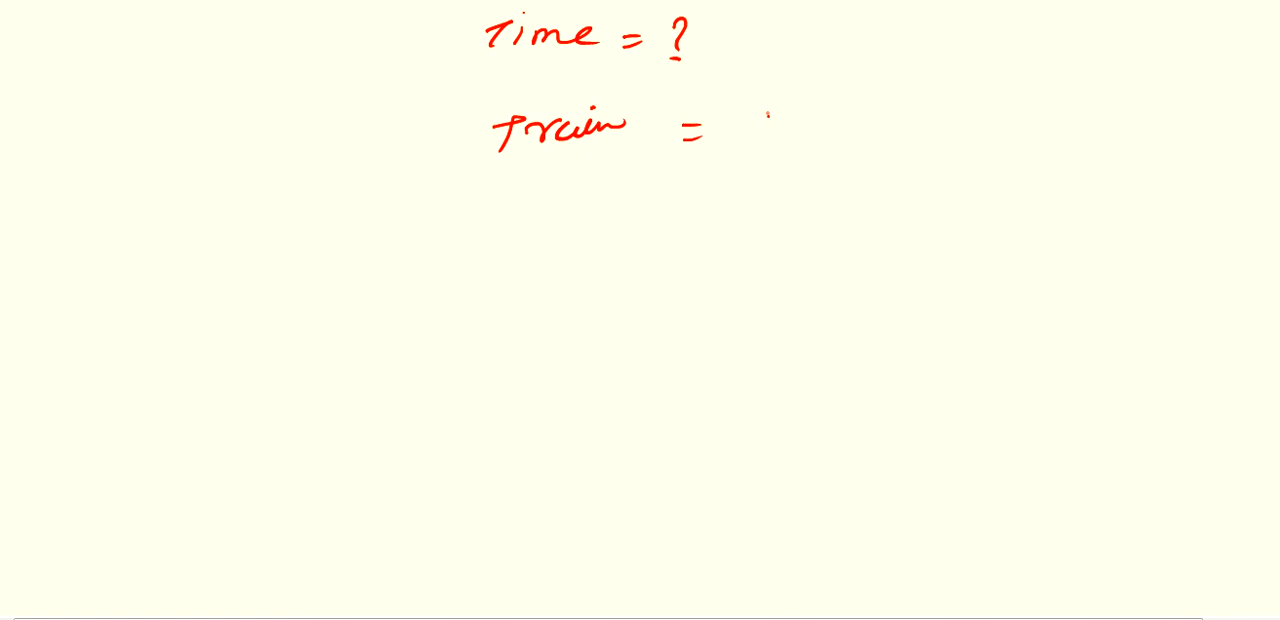 Time = ?
train =